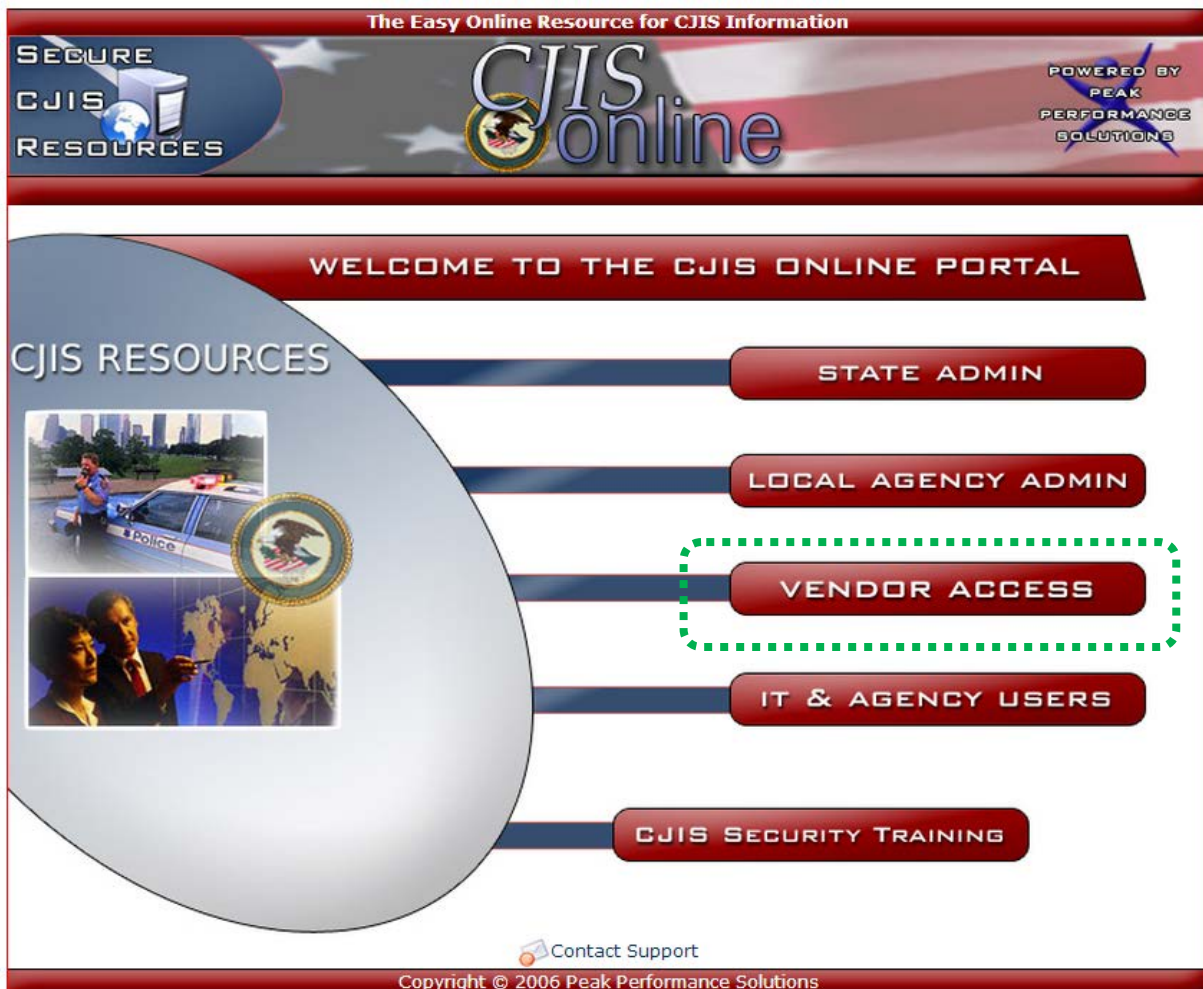 The Easy Online Resource for CJIS Information
SECURE
CJIS
RESOURCES
CJIS
online
POWERED BY
PEAK
PERFORMANCE
SOLUTIONS
WELCOME TO THE CJIS ONLINE PORTAL
CJIS RESOURCES
Police
STATE ADMIN
LOCAL AGENCY ADMIN
VENDOR ACCESS
IT & AGENCY USERS
CJIS SECURITY TRAINING
Contact Support
Copyright © 2006 Peak Performance Solutions